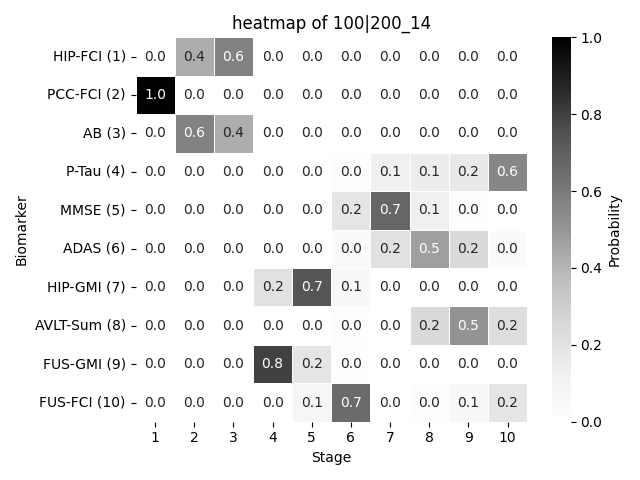 heatmap of 100|200_14
HIP-FCI (1) 0.0 0.4 0.6 0.0 0.0 0.0 0.0 0.0 0.0 0.0
PCC-FCI (2) 1.0 0.0 0.0 0.0 0.0 0.0 0.0 0.0 0.0 0.0
AB (3) 0.0 0.6 0.4 0.0 0.0 0.0 0.0 0.0 0.0 0.0
P-Tau (4) 0.0 0.0 0.0 0.0 0.0 0.0 0.1 0.1 0.2 0.6
MMSE (5) 0.0 0.0 0.0 0.0 0.0 0.2 0.7 0.1 0.0 0.0
ADAS (6) 0.0 0.0 0.0 0.0 0.0 0.0 0.2 0.5 0.2 0.0
HIP-GMI (7) 0.0 0.0 0.0 0.2 0.7 0.1 0.0 0.0 0.0 0.0
AVLT-Sum (8) 0.0 0.0 0.0 0.0 0.0 0.0 0.0 0.2 0.5 0.2
FUS-GMI (9) 0.0 0.0 0.0 0.8 0.2 0.0 0.0 0.0 0.0 0.0
FUS-FCI (10) 0.0 0.0 0.0 0.0 0.1 0.7 0.0 0.0 0.1 0.2
1 2 3 4 5 6 7 8 9 10
Stage
Biomarker
1.0
0.8
0.6
0.4
0.2
0.0
Probability